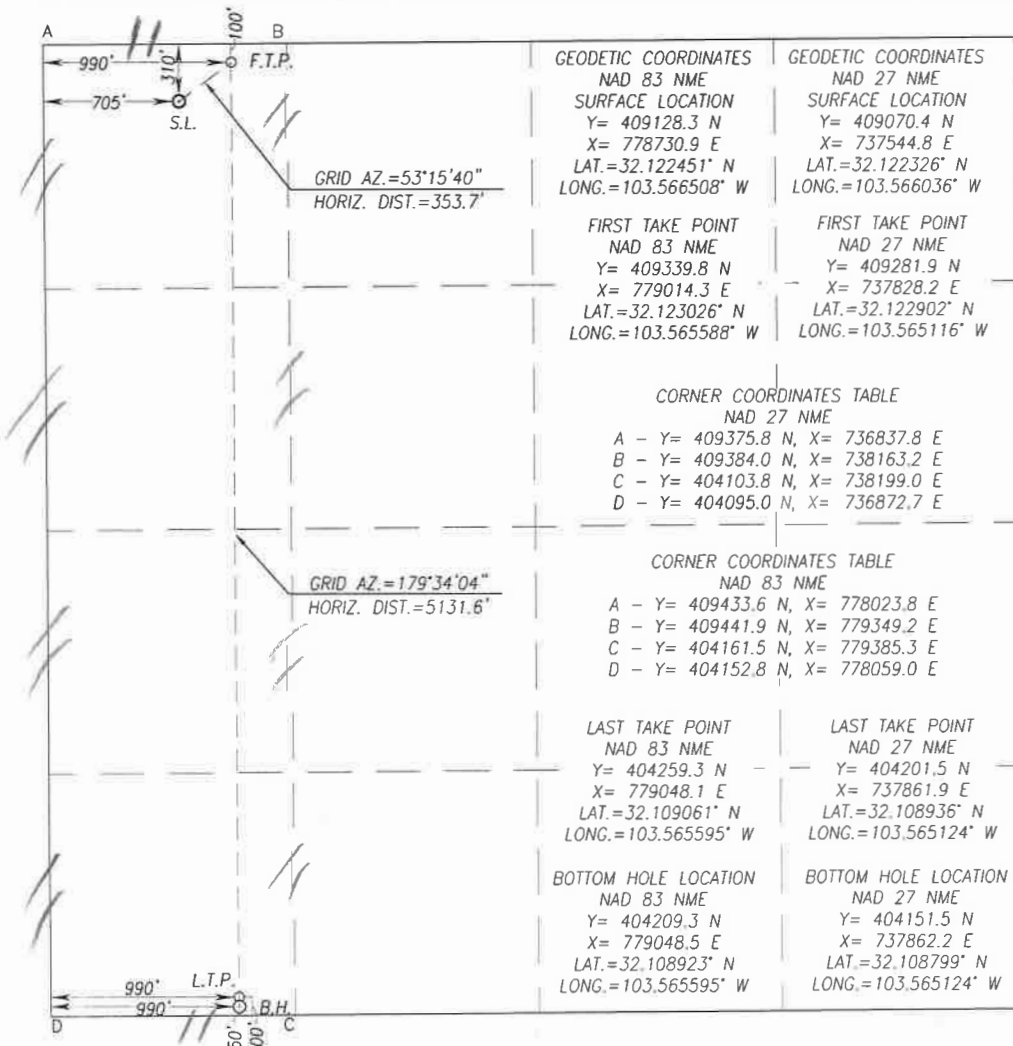 A
B
990'
310'
100'
F.T.P.
705'
S.L.
GRID AZ.=53°15'40"
HORIZ. DIST.=353.7'
GEODETIC COORDINATES
NAD 83 NME
SURFACE LOCATION
Y= 409128.3 N
X= 778730.9 E
LAT.=32.122451° N
LONG.=103.566508° W
GEODETIC COORDINATES
NAD 27 NME
SURFACE LOCATION
Y= 409070.4 N
X= 737544.8 E
LAT.=32.122326° N
LONG.=103.566036° W
FIRST TAKE POINT
NAD 83 NME
Y= 409339.8 N
X= 779014.3 E
LAT.=32.123026° N
LONG.=103.565588° W
FIRST TAKE POINT
NAD 27 NME
Y= 409281.9 N
X= 737828.2 E
LAT.=32.122902° N
LONG.=103.565116° W
CORNER COORDINATES TABLE
NAD 27 NME
A - Y= 409375.8 N, X= 736837.8 E
B - Y= 409384.0 N, X= 738163.2 E
C - Y= 404103.8 N, X= 738199.0 E
D - Y= 404095.0 N, X= 736872.7 E
GRID AZ.=179°34'04"
HORIZ. DIST.=5131.6'
CORNER COORDINATES TABLE
NAD 83 NME
A - Y= 409433.6 N, X= 778023.8 E
B - Y= 409441.9 N, X= 779349.2 E
C - Y= 404161.5 N, X= 779385.3 E
D - Y= 404152.8 N, X= 778059.0 E
LAST TAKE POINT
NAD 83 NME
Y= 404259.3 N
X= 779048.1 E
LAT.=32.109061° N
LONG.=103.565595° W
LAST TAKE POINT
NAD 27 NME
Y= 404201.5 N
X= 737861.9 E
LAT.=32.108936° N
LONG.=103.565124° W
BOTTOM HOLE LOCATION
NAD 83 NME
Y= 404209.3 N
X= 779048.5 E
LAT.=32.108923° N
LONG.=103.565595° W
BOTTOM HOLE LOCATION
NAD 27 NME
Y= 404151.5 N
X= 737862.2 E
LAT.=32.108799° N
LONG.=103.565124° W
990'
L.T.P.
990'
B.H.
D
C